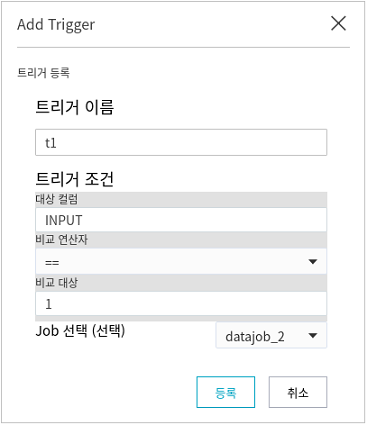 Add Trigger
트리거 등록
트리거 이름
t1
트리거 조건
대상 컬럼
INPUT
비교 연산자
==
비교 대상
1
Job 선택 (선택)
datajob_2
등록
취소